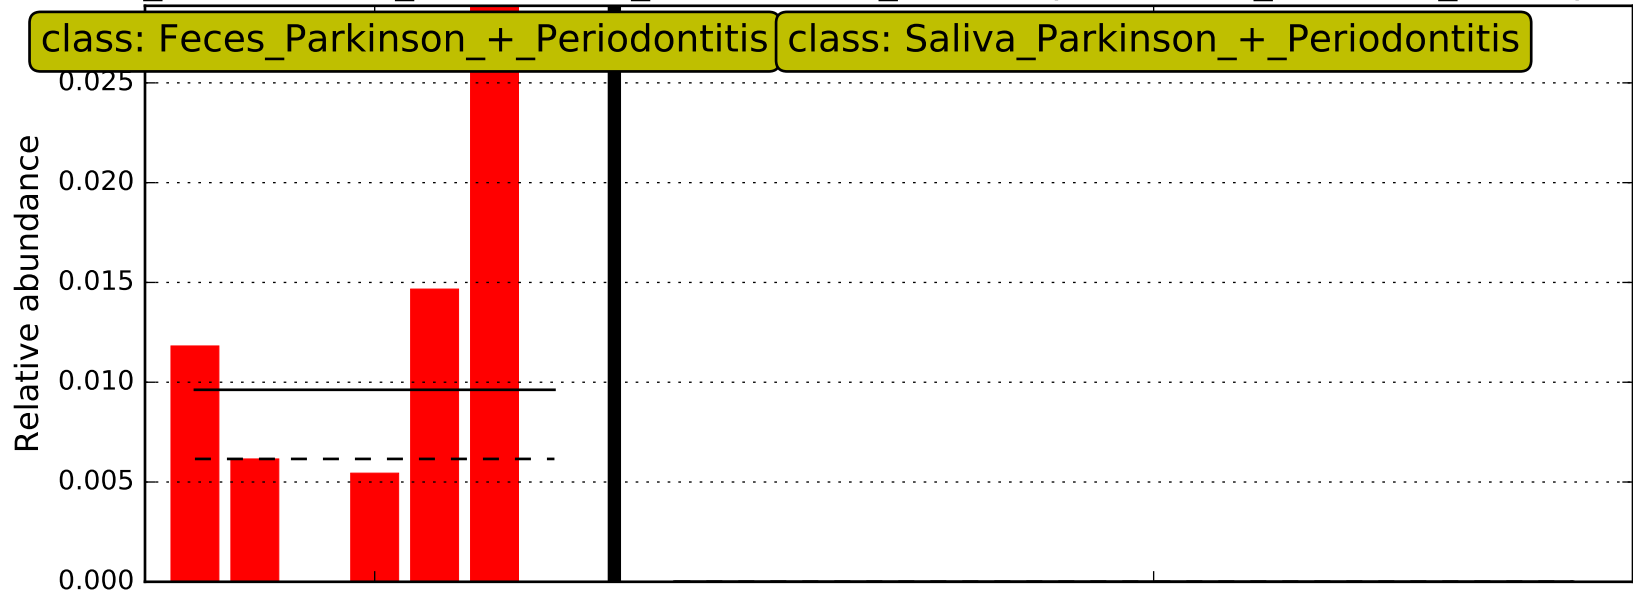 class: Feces_Parkinson_+_Periodontitis
class: Saliva_Parkinson_+_Periodontitis
0.025
0.020
0.015
0.010
0.005
0.000
Relative abundance